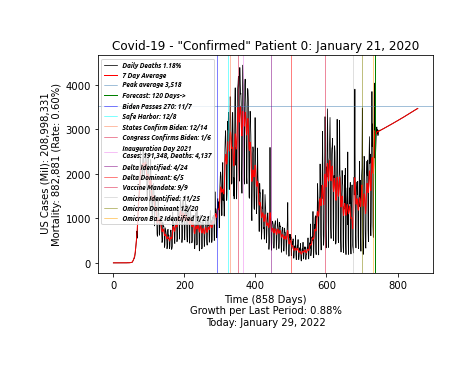 Covid-19 - "Confirmed" Patient 0: January 21, 2020
US Cases (Mil): 208,998,331
Mortality: 882,881 (Rate: 0.60%)
4000
3000
2000
1000
0
Daily Deaths 1.18%
7 Day Average
Peak average 3,518
Forecast: 120 Days->
Biden Passes 270: 11/7
Safe Harbor: 12/8
States Confirm Biden: 12/14
Congress Confirms Biden: 1/6
Inauguration Day 2021
Cases: 191,348, Deaths: 4,137
Delta Identified: 4/24
Delta Dominant: 6/5
Vaccine Mandate: 9/9
Omicron Identified: 11/25
Omicron Dominant 12/20
Omicron Ba.2 Identified 1/21
0 200 400 600 800
Time (858 Days)
Growth per Last Period: 0.88%
Today: January 29, 2022